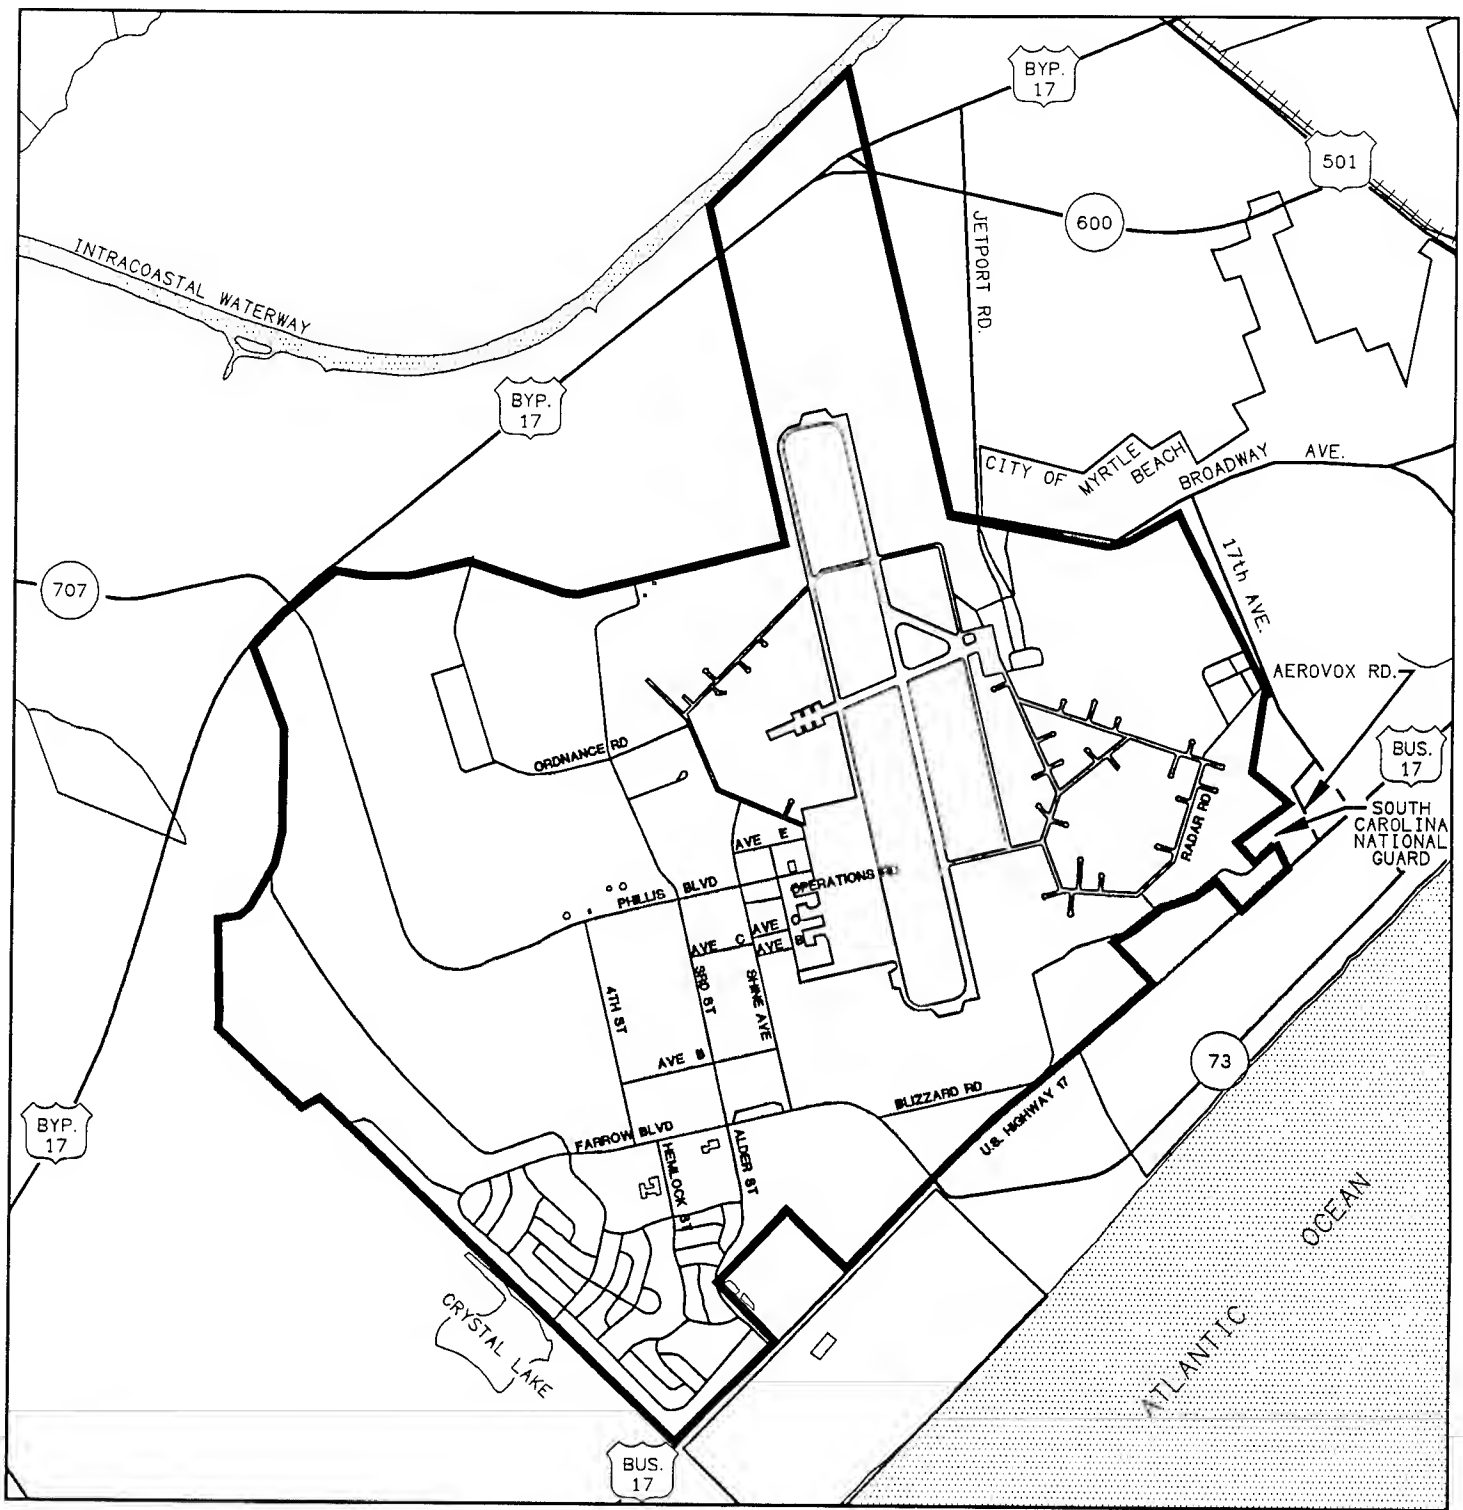 BYP.
17
501
600
JETPORT RD.
INTRACOASTAL WATERWAY
BYP.
17
CITY OF MYRTLE BEACH
BROADWAY AVE.
17th AVE.
707
AEROVOX RD.
BUS.
17
SOUTH
CAROLINA
NATIONAL
GUARD
ORDNANCE RD
RADAR RD
AVE E
PHILLIS BLVD
OPERATIONS RD
AVE
AVE C
AVE B
4TH ST
3RD ST
SHINE AVE
AVE B
73
BLIZZARD RD
U.S. HIGHWAY 17
BYP.
17
FARROW BLVD
HEMLOCK ST
ALDER ST
ATLANTIC OCEAN
CRYSTAL LAKE
BUS.
17